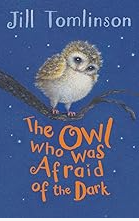 Jill Tomlinson
The Owl
who was
Afraid
of the Dark